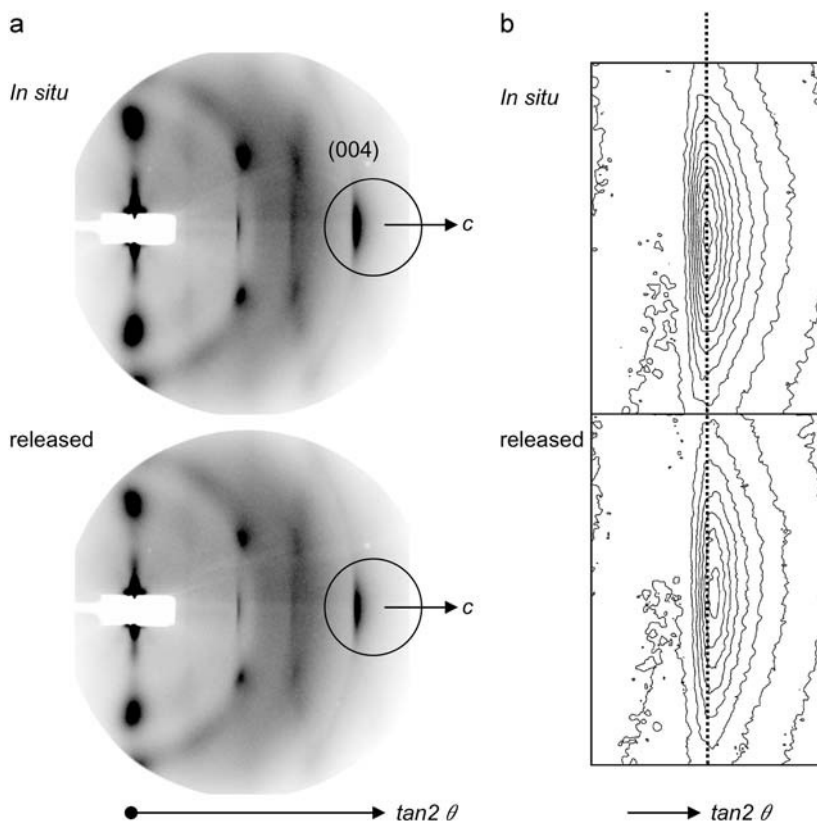 a
In situ
(004)
c
released
c
tan2 θ
b
In situ
released
tan2 θ